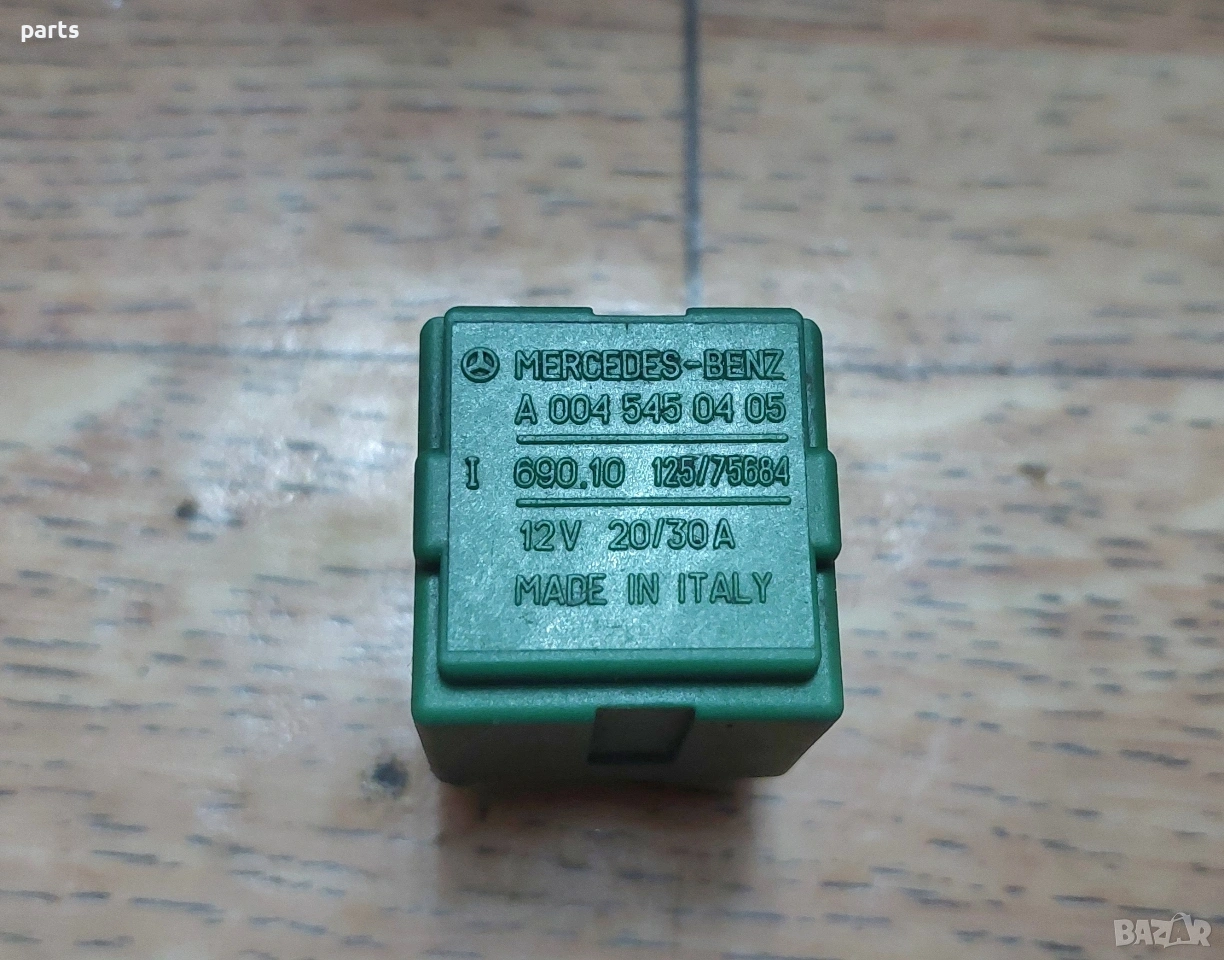 parts
MERCEDES-BENZ
A 004 545 04 05
I 690.10 125/75684
12V 20/30A
MADE IN ITALY
BAZAR